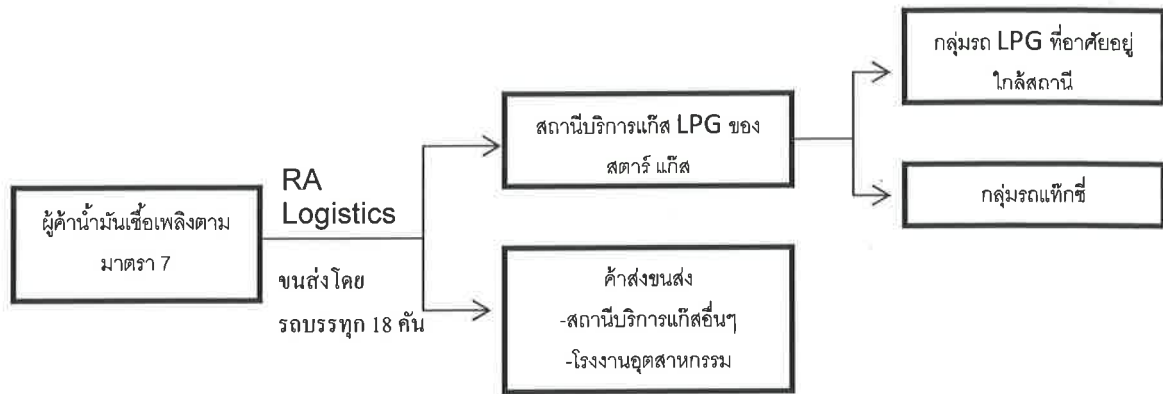 ผู้ค้าน้ำมันเชื้อเพลิงตาม
มาตรา 7
RA
Logistics
ขนส่งโดย
รถบรรทุก 18 คัน
สถานีบริการแก๊ส LPG ของ
สตาร์ แก๊ส
ค้าส่งขนส่ง
-สถานีบริการแก๊สอื่นๆ
-โรงงานอุตสาหกรรม
กลุ่มรถ LPG ที่อาศัยอยู่
ใกล้สถานี
กลุ่มรถแท๊กซี่